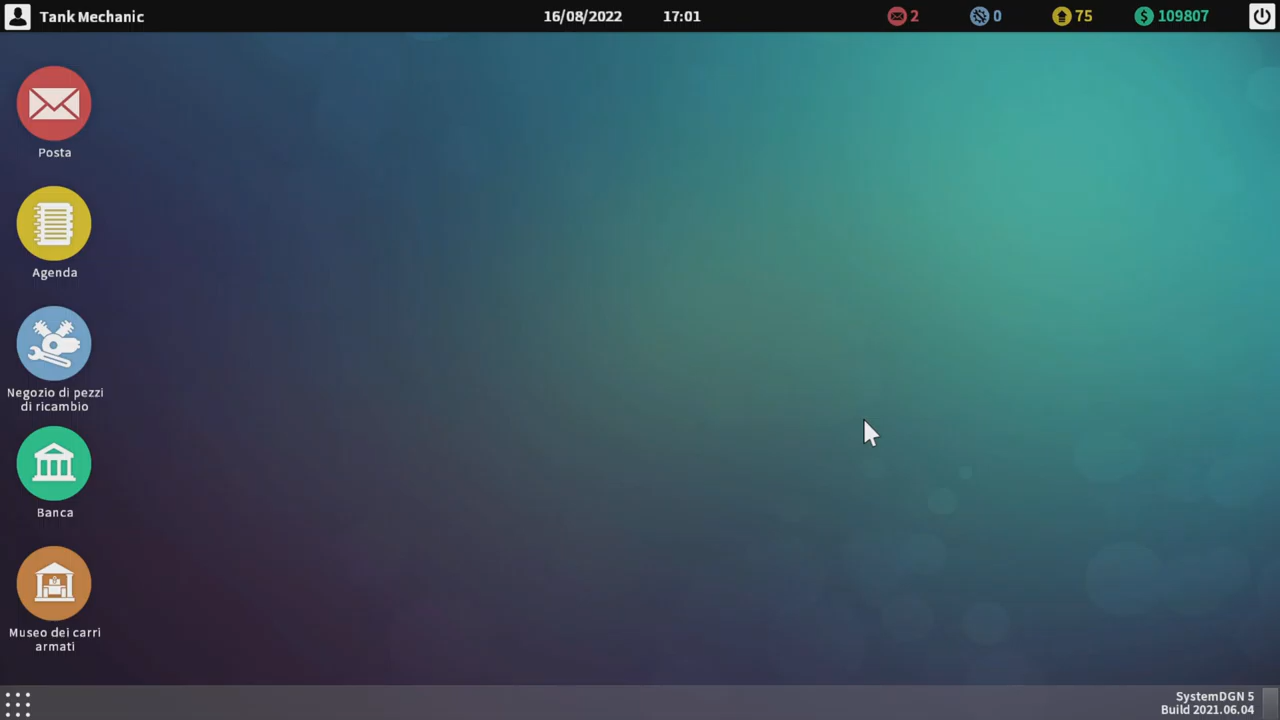 Tank Mechanic
16/08/2022
17:01
2
0
75
$ 109807
Posta
Agenda
Negozio di pezzi
di ricambio
Banca
Museo dei carri
armati
SystemDGN 5
Build 2021.06.04